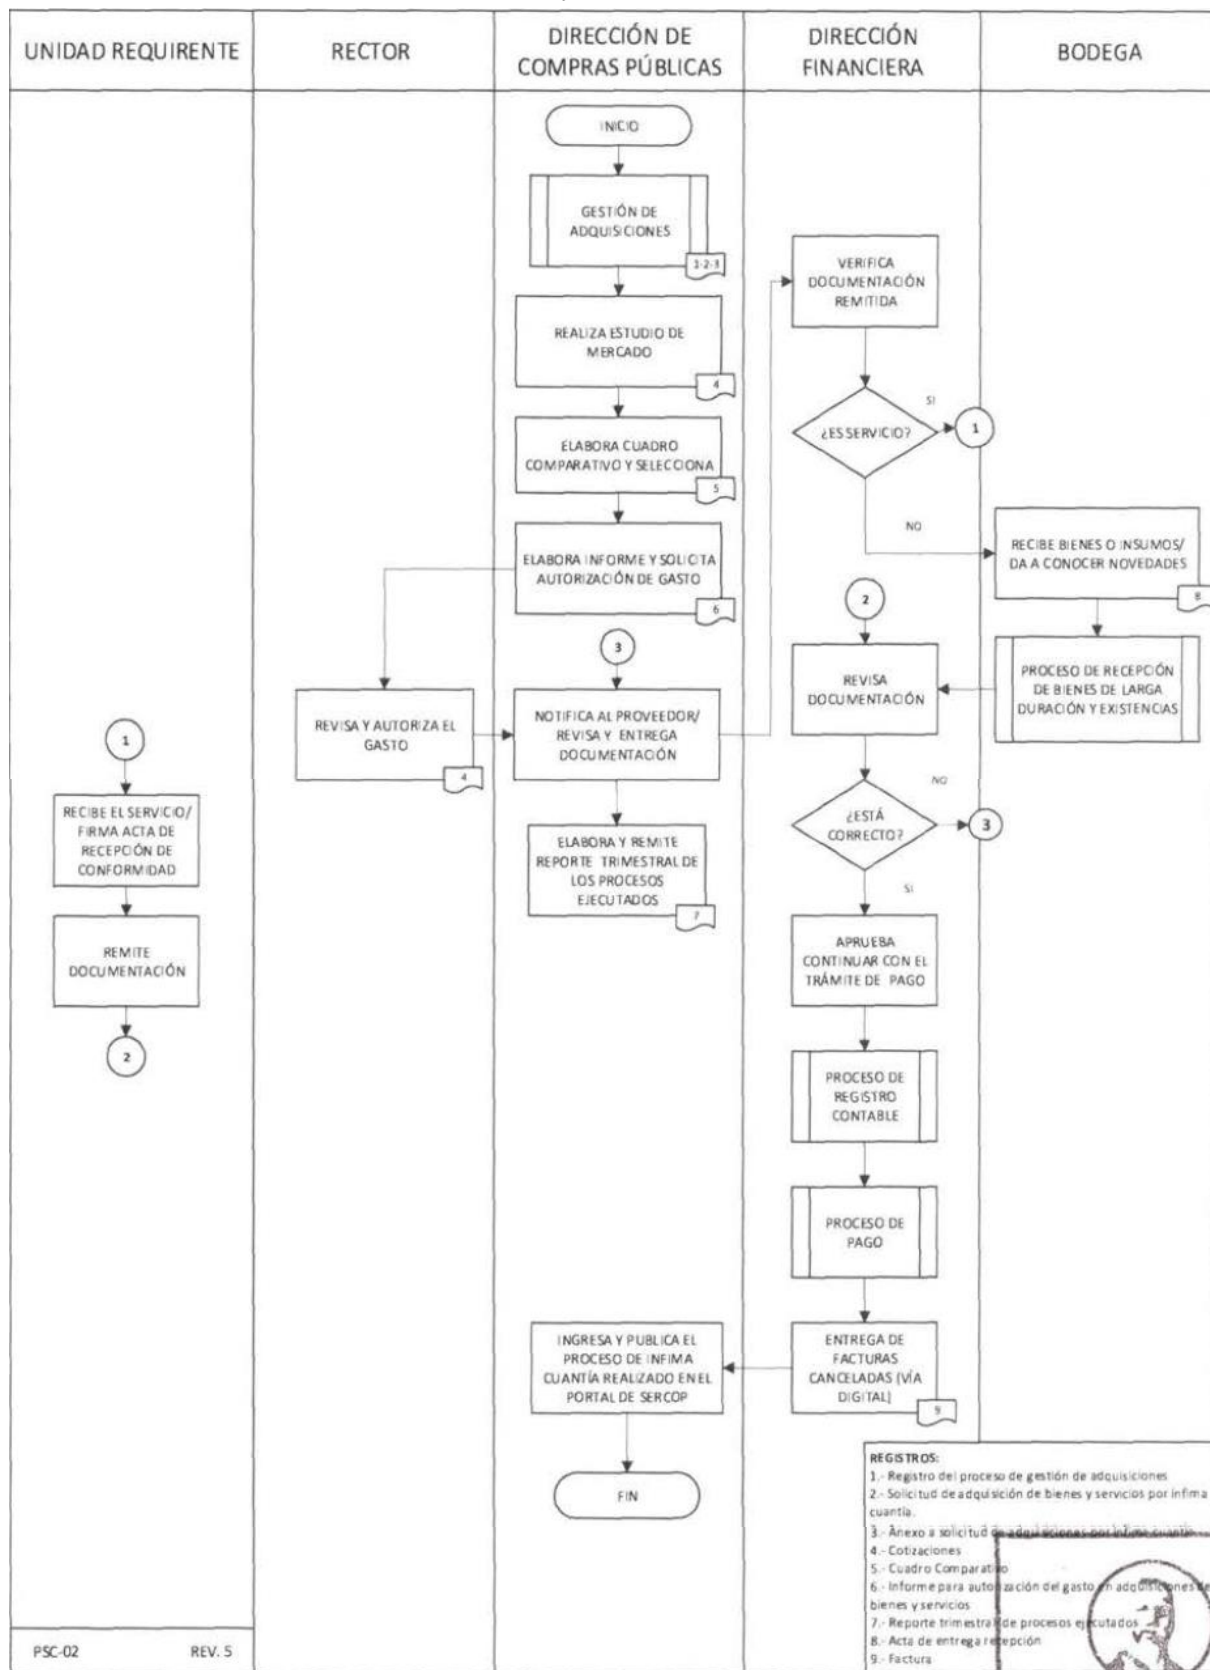 UNIDAD REQUIRENTE
RECTOR
DIRECCIÓN DE
COMPRAS PÚBLICAS
DIRECCIÓN
FINANCIERA
BODEGA
INICIO
GESTIÓN DE
ADQUISICIONES
1-2-3
REALIZA ESTUDIO DE
MERCADO
4
ELABORA CUADRO
COMPARATIVO Y SELECCIONA
5
ELABORA INFORME Y SOLICITA
AUTORIZACIÓN DE GASTO
6
3
REVISA Y AUTORIZA EL
GASTO
4
NOTIFICA AL PROVEEDOR/
REVISA Y ENTREGA
DOCUMENTACIÓN
ELABORA Y REMITE
REPORTE TRIMESTRAL DE
LOS PROCESOS
EJECUTADOS
7
VERIFICA
DOCUMENTACIÓN
REMITIDA
¿ES SERVICIO?
SI
1
NO
RECIBE BIENES O INSUMOS/
DA A CONOCER NOVEDADES
8
PROCESO DE RECEPCIÓN
DE BIENES DE LARGA
DURACIÓN Y EXISTENCIAS
2
REVISA
DOCUMENTACIÓN
¿ESTÁ
CORRECTO?
NO
3
SI
1
RECIBE EL SERVICIO/
FIRMA ACTA DE
RECEPCIÓN DE
CONFORMIDAD
REMITE
DOCUMENTACIÓN
2
APRUEBA
CONTINUAR CON EL
TRÁMITE DE PAGO
PROCESO DE
REGISTRO
CONTABLE
PROCESO DE
PAGO
ENTREGA DE
FACTURAS
CANCELADAS (VÍA
DIGITAL)
9
INGRESA Y PUBLICA EL
PROCESO DE INFIMA
CUANTÍA REALIZADO EN EL
PORTAL DE SERCOP
FIN
REGISTROS:
1.- Registro del proceso de gestión de adquisiciones
2.- Solicitud de adquisición de bienes y servicios por ínfima
cuantía.
3.- Anexo a solicitud de adquisiciones por ínfima cuantía
4.- Cotizaciones
5.- Cuadro Comparativo
6.- Informe para autorización del gasto en adquisiciones de
bienes y servicios
7.- Reporte trimestral de procesos ejecutados
8.- Acta de entrega recepción
9.- Factura
PSC-02 REV. 5